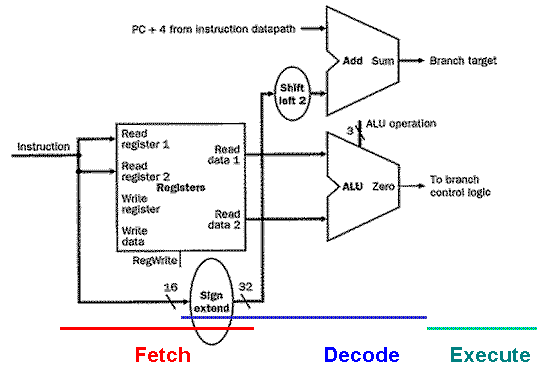 PC + 4 from instruction datapath
Add Sum
Branch target
Shift
left 2
3
ALU operation
Instruction
Read
register 1
Read
data 1
Read
register 2
Registers
ALU Zero
To branch
control logic
Write
register
Read
data 2
Write
data
RegWrite
16
Sign
extend
32
Fetch
Decode
Execute